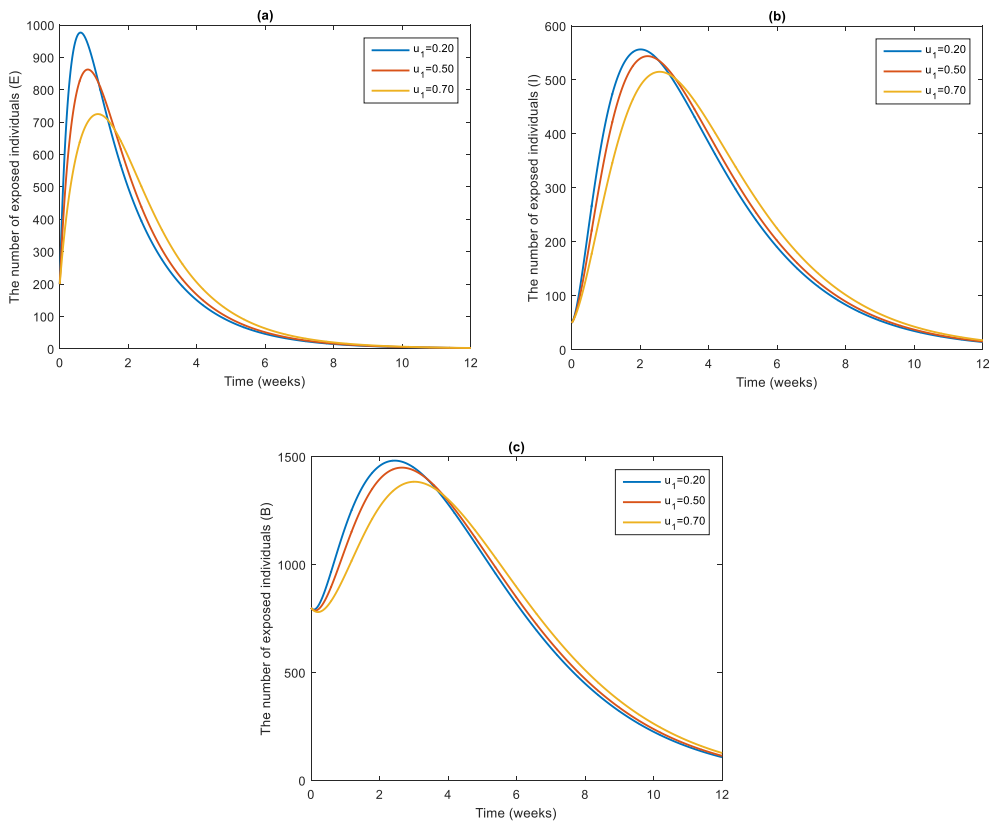 (a)
The number of exposed individuals (E)
1000
900
800
700
600
500
400
300
200
100
0
0 2 4 6 8 10 12
Time (weeks)
u1=0.20
u1=0.50
u1=0.70
(b)
The number of exposed individuals (I)
600
500
400
300
200
100
0
0 2 4 6 8 10 12
Time (weeks)
u1=0.20
u1=0.50
u1=0.70
(c)
The number of exposed individuals (B)
1500
1000
500
0
0 2 4 6 8 10 12
Time (weeks)
u1=0.20
u1=0.50
u1=0.70